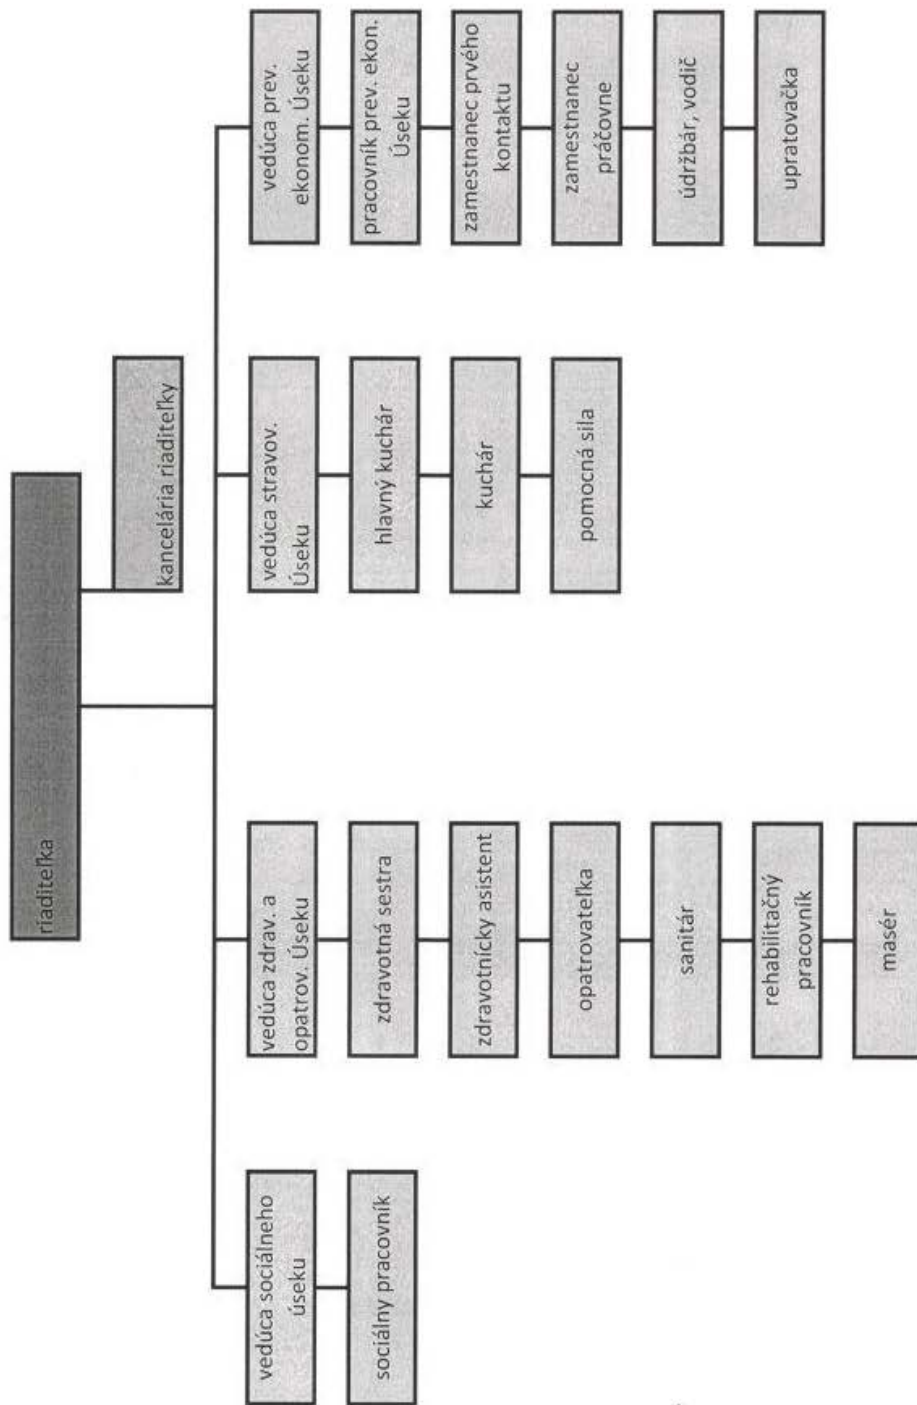 riaditeľka
kancelária riaditeľky
vedúca sociálneho
úseku
sociálny pracovník
vedúca zdrav. a
opatrov. Úseku
zdravotná sestra
zdravotnícky asistent
opatrovateľka
sanitár
rehabilitačný
pracovník
masér
vedúca stravov.
Úseku
hlavný kuchár
kuchár
pomocná sila
vedúca prev.
ekonom. Úseku
pracovník prev. ekon.
Úseku
zamestnanec prvého
kontaktu
zamestnanec
práčovne
údržbár, vodič
upratovačka